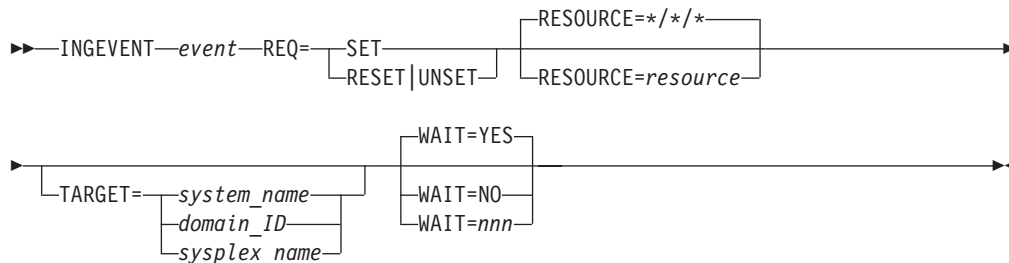 RESOURCE=*/*/*
INGEVENT event REQ= SET
RESET|UNSET RESOURCE=resource
WAIT=YES
TARGET= system_name WAIT=NO
domain_ID WAIT=nnn
sysplex name